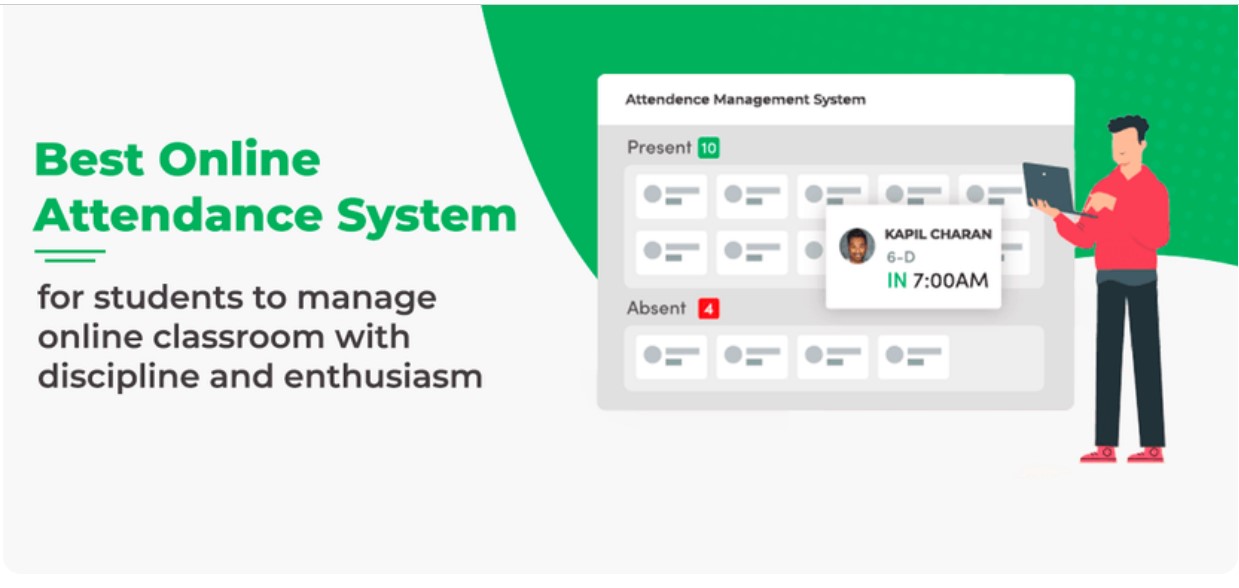 Best Online
Attendance System
for students to manage
online classroom with
discipline and enthusiasm
Attendence Management System
Present 10
KAPIL CHARAN
6-D
IN 7:00AM
Absent 4